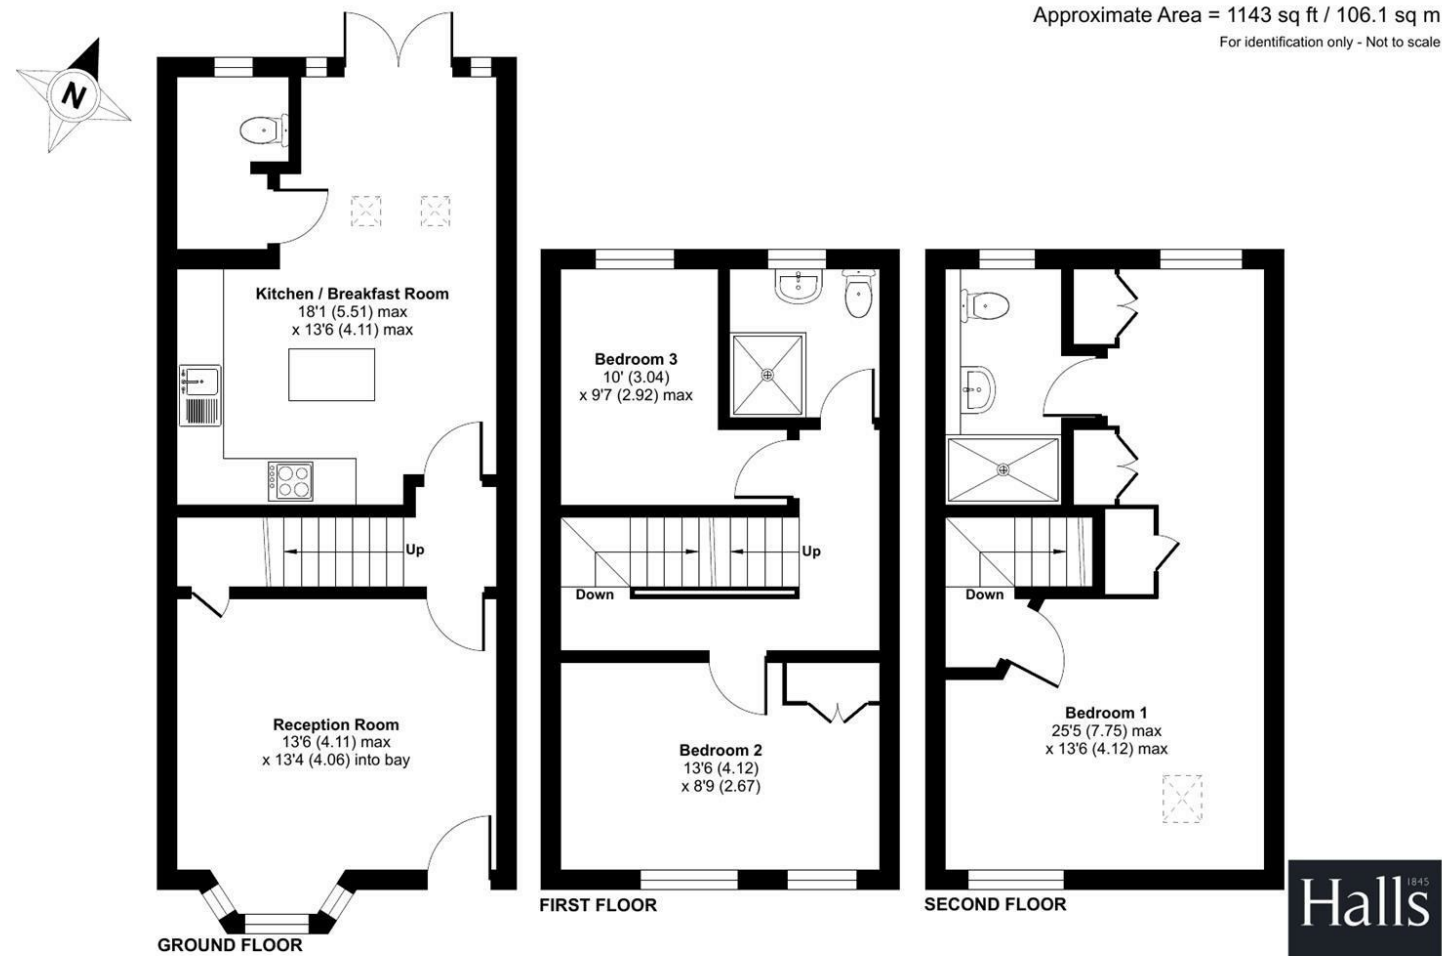 Approximate Area = 1143 sq ft / 106.1 sq m
For identification only - Not to scale
N
Kitchen / Breakfast Room
18'1 (5.51) max
x 13'6 (4.11) max
Up
Reception Room
13'6 (4.11) max
x 13'4 (4.06) into bay
GROUND FLOOR
Bedroom 3
10' (3.04)
x 9'7 (2.92) max
Up
Down
Bedroom 2
13'6 (4.12)
x 8'9 (2.67)
FIRST FLOOR
Down
Bedroom 1
25'5 (7.75) max
x 13'6 (4.12) max
SECOND FLOOR
1845
Halls